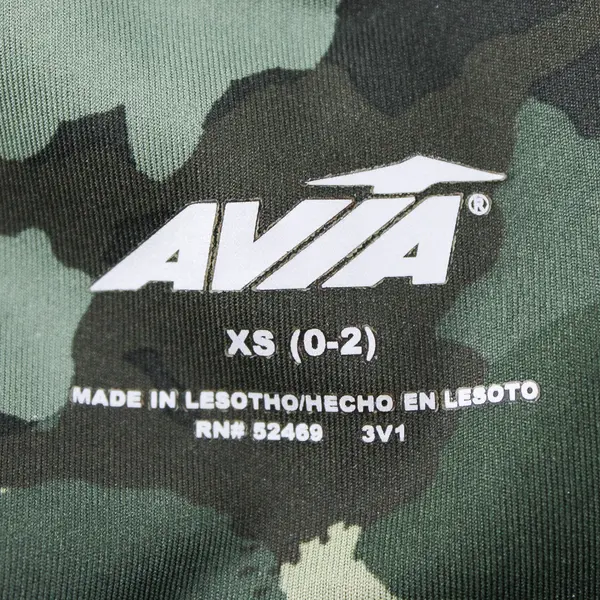 AVIA®
XS (0-2)
MADE IN LESOTHO/HECHO EN LESOTO
RN# 52469 3V1